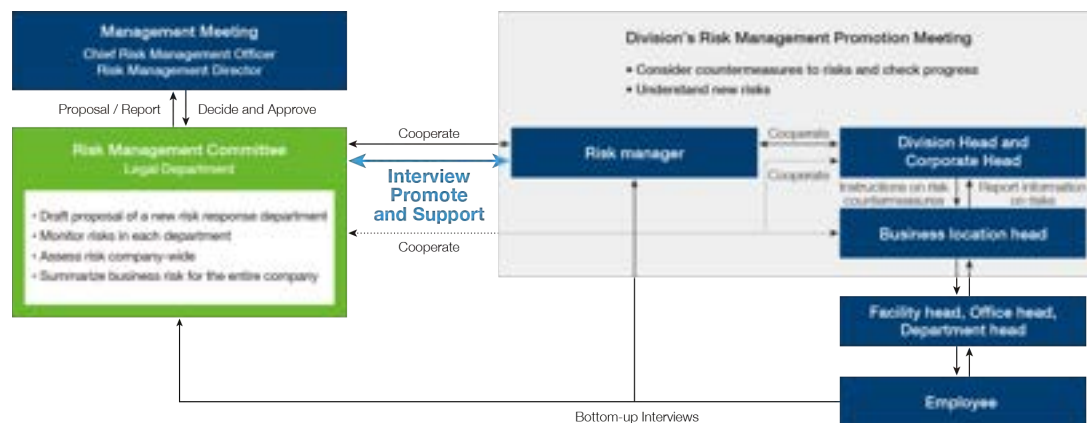 Management Meeting
Chief Risk Management Officer
Risk Management Director
Proposal / Report
Decide and Approve
Risk Management Committee
Legal Department
• Draft proposal of a new risk response department
• Monitor risks in each department
• Assess risk company-wide
• Summarize business risk for the entire company
Cooperate
Interview
Promote
and Support
Cooperate
Division's Risk Management Promotion Meeting
• Consider countermeasures to risks and check progress
• Understand new risks
Risk manager
Cooperate
Cooperate
Division Head and
Corporate Head
Instructions on risk
countermeasures
Report information
on risks
Business location head
Facility head, Office head,
Department head
Employee
Bottom-up Interviews